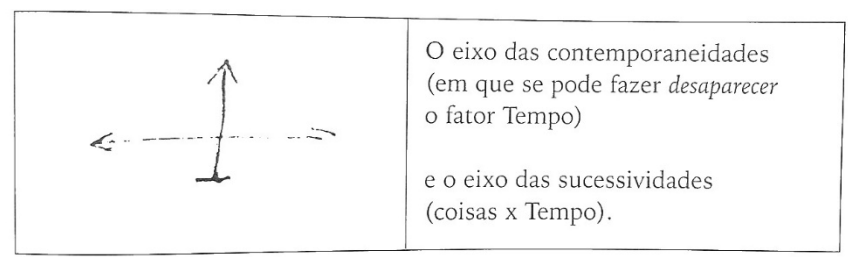 O eixo das contemporaneidades
(em que se pode fazer desaparecer
o fator Tempo)
e o eixo das sucessividades
(coisas x Tempo).